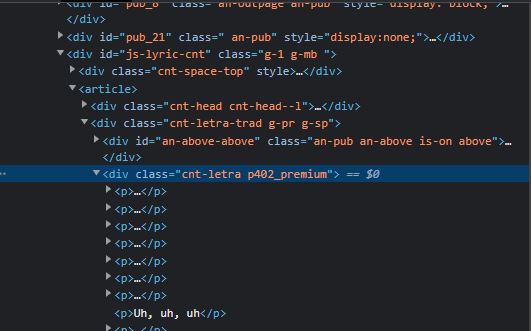 <div id="pub_8" class="an-outpage an-pub" style="display: block;">…
</div>
<div id="pub_21" class=" an-pub" style="display:none;">…</div>
<div id="js-lyric-cnt" class="g-1 g-mb ">
<div class="cnt-space-top" style>…</div>
<article>
<div class="cnt-head cnt-head--l">…</div>
<div class="cnt-letra-trad g-pr g-sp">
<div id="an-above-above" class="an-pub an-above is-on above">…
</div>
… <div class="cnt-letra p402_premium"> == $0
<p>…</p>
<p>…</p>
<p>…</p>
<p>…</p>
<p>…</p>
<p>…</p>
<p>…</p>
<p>Uh, uh, uh</p>
<p>…</p>